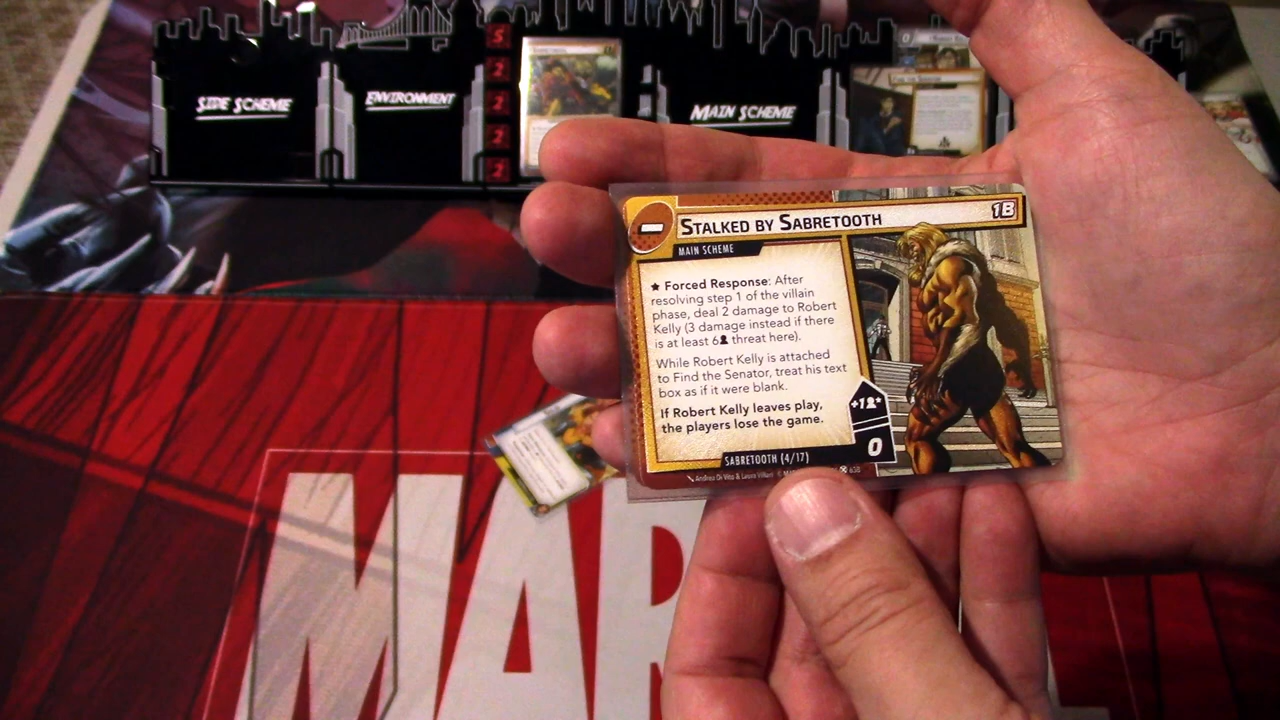 SIDE SCHEME
ENVIRONMENT
5
2
2
2
2
MAIN SCHEME
STALKED BY SABRETOOTH
1B
MAIN SCHEME
★ Forced Response: After
resolving step 1 of the villain
phase, deal 2 damage to Robert
Kelly (3 damage instead if there
is at least 6 threat here).
While Robert Kelly is attached
to Find the Senator, treat his text
box as if it were blank.
If Robert Kelly leaves play,
the players lose the game.
+1 *
0
SABRETOOTH (4/17)
MAR